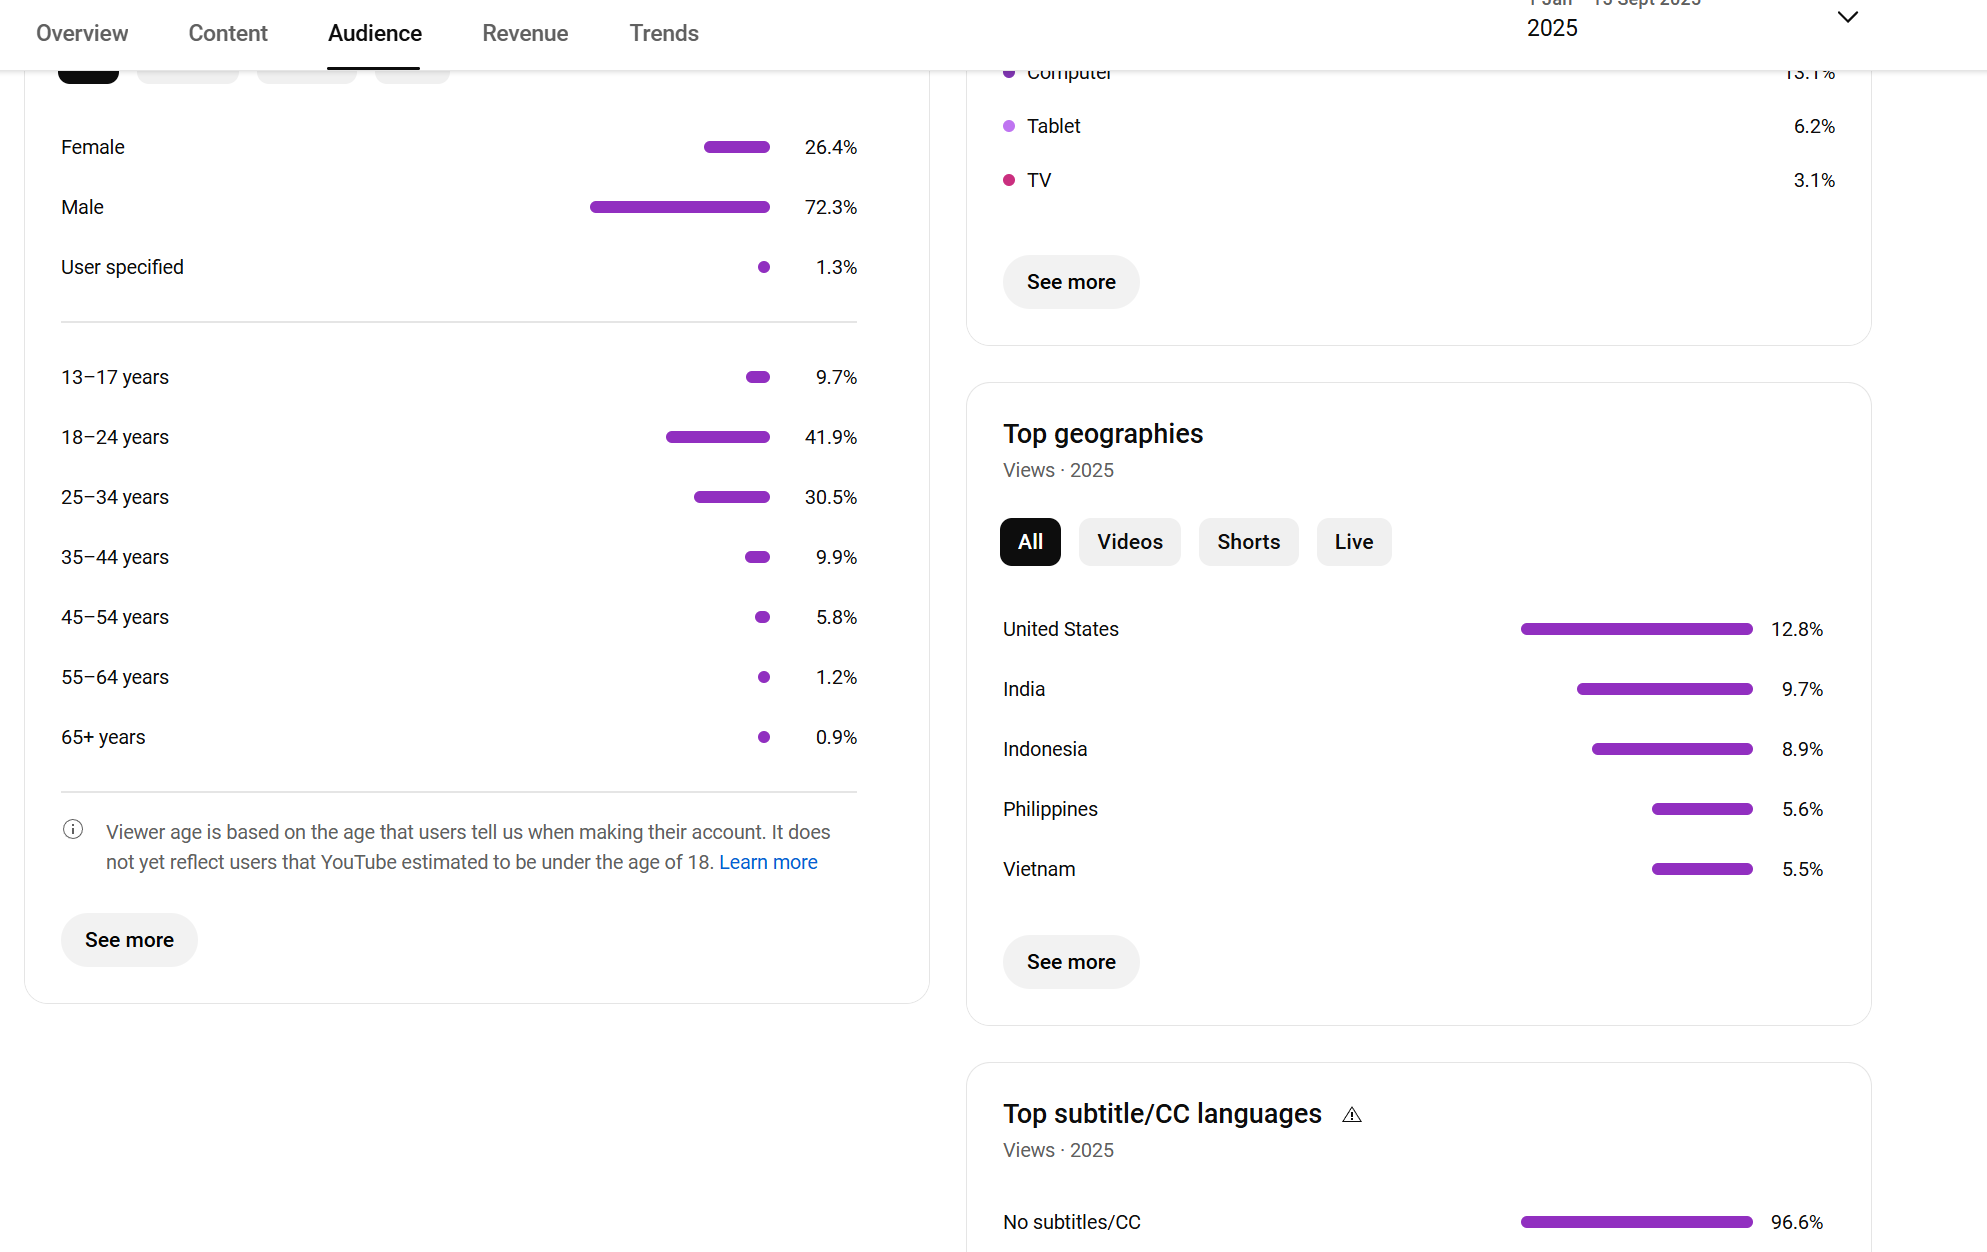 Overview
Content
Audience
Revenue
Trends
2025
Female 26.4%
Male 72.3%
User specified 1.3%
13–17 years 9.7%
18–24 years 41.9%
25–34 years 30.5%
35–44 years 9.9%
45–54 years 5.8%
55–64 years 1.2%
65+ years 0.9%
Viewer age is based on the age that users tell us when making their account. It does
not yet reflect users that YouTube estimated to be under the age of 18. Learn more
See more
Computer 13.1%
Tablet 6.2%
TV 3.1%
See more
Top geographies
Views · 2025
All
Videos
Shorts
Live
United States 12.8%
India 9.7%
Indonesia 8.9%
Philippines 5.6%
Vietnam 5.5%
See more
Top subtitle/CC languages
Views · 2025
No subtitles/CC 96.6%